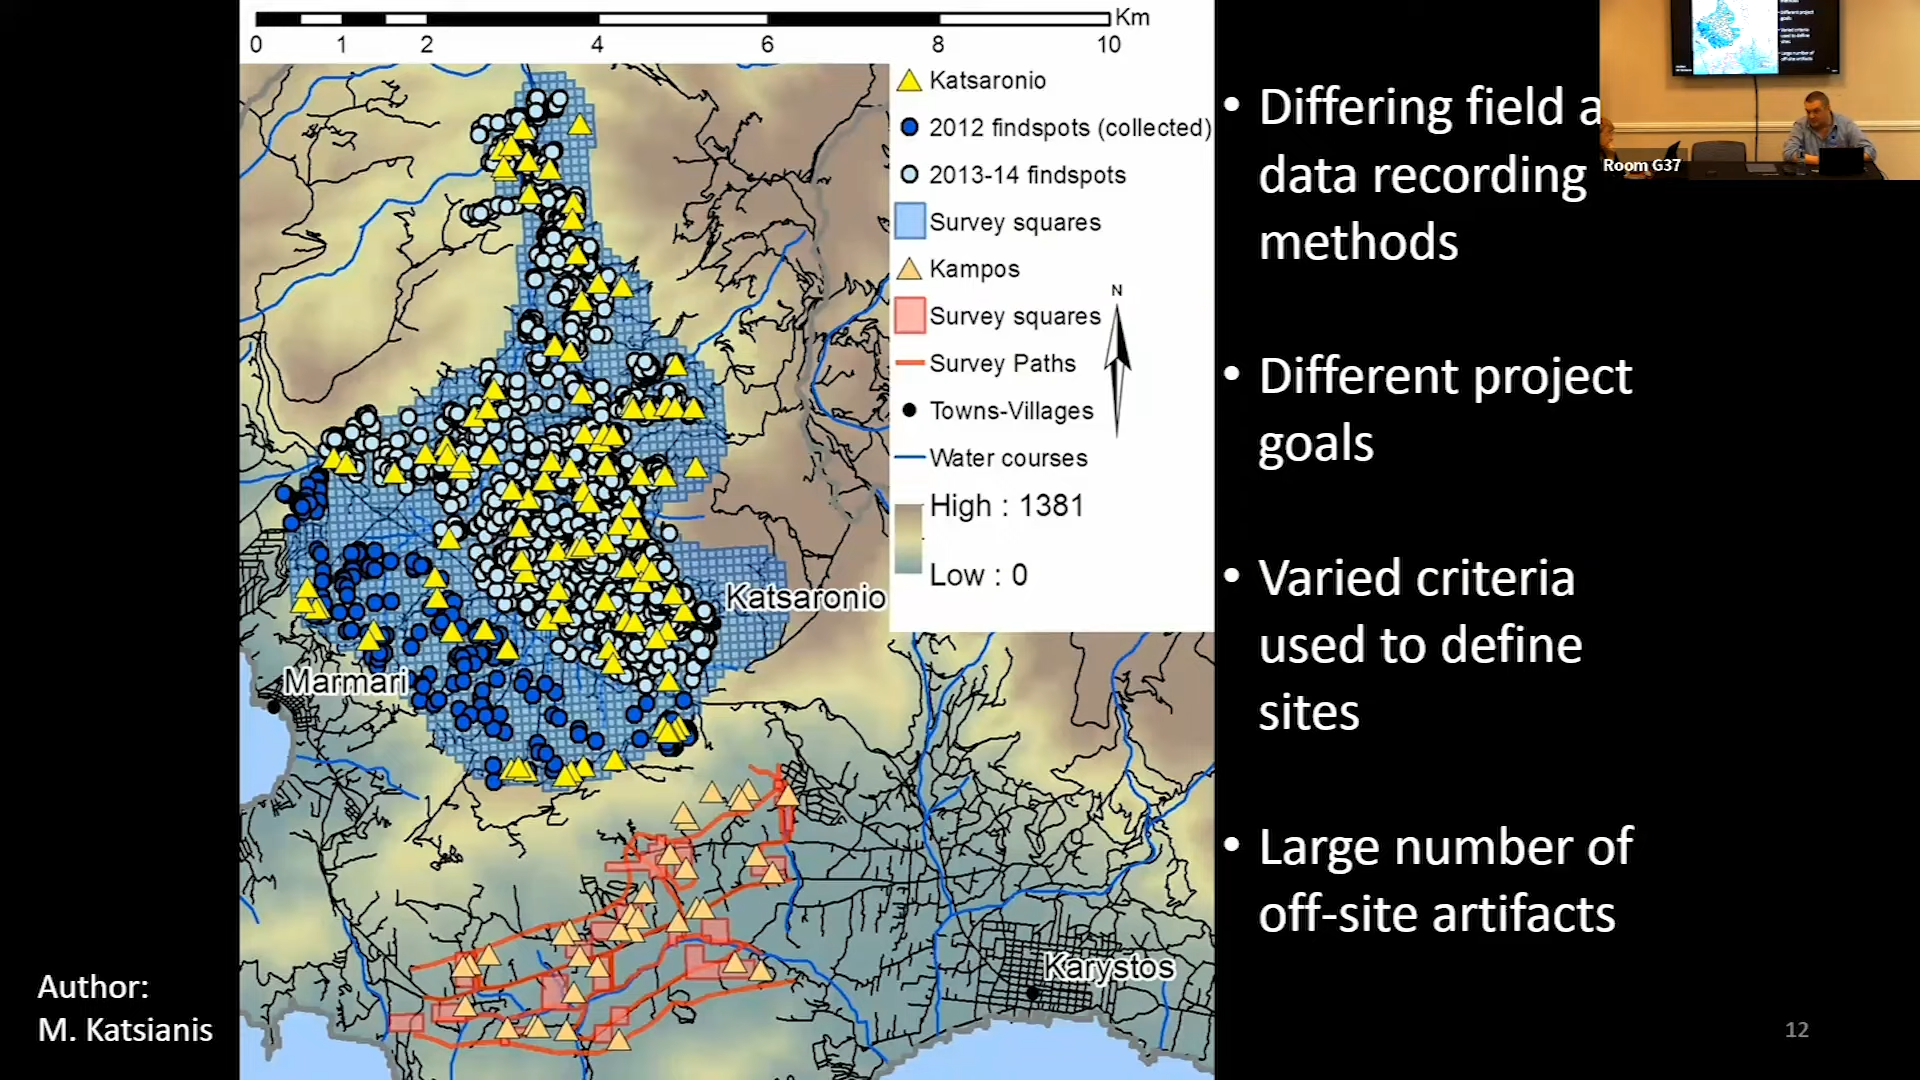 Km
0 1 2 4 6 8 10
Katsaronio
2012 findspots (collected)
2013-14 findspots
Survey squares
Kampos
Survey squares
Survey Paths
Towns-Villages
Water courses
High : 1381
Low : 0
N
Katsaronio
Marmari
Karystos
Author:
M. Katsianis
• Differing field a
data recording
methods
• Different project
goals
• Varied criteria
used to define
sites
• Large number of
off-site artifacts
Room G37
12